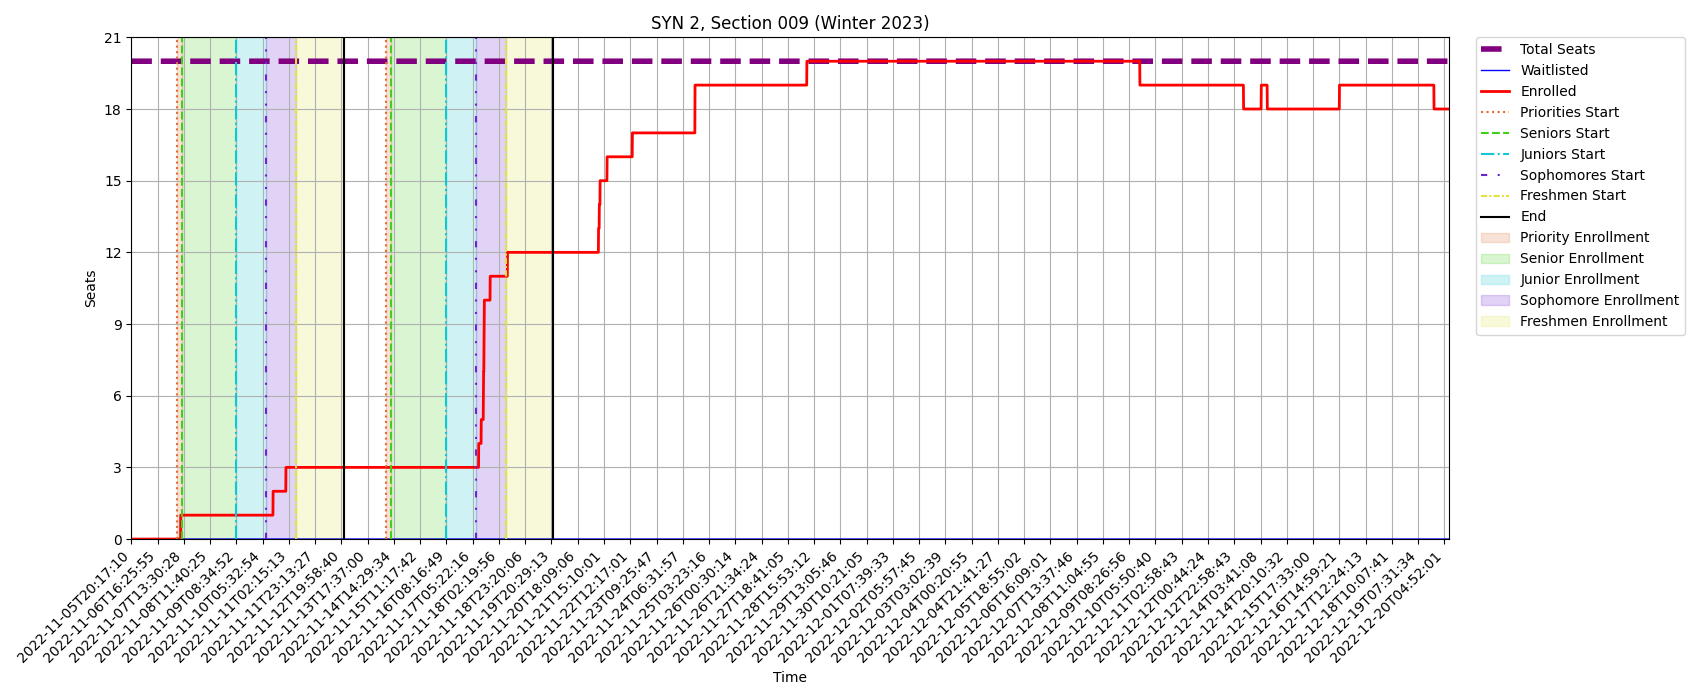 SYN 2, Section 009 (Winter 2023)
21
18
15
12
9
6
3
0
Seats
2022-11-05T20:17:10
2022-11-06T16:25:55
2022-11-07T13:30:28
2022-11-08T11:40:25
2022-11-09T08:34:52
2022-11-10T05:32:54
2022-11-11T02:15:13
2022-11-11T23:13:27
2022-11-12T19:58:40
2022-11-13T17:37:00
2022-11-14T14:29:34
2022-11-15T11:17:42
2022-11-16T08:16:49
2022-11-17T05:22:16
2022-11-18T02:19:56
2022-11-18T23:20:06
2022-11-19T20:29:13
2022-11-20T18:09:06
2022-11-21T15:10:01
2022-11-22T12:17:01
2022-11-23T09:25:47
2022-11-24T06:31:57
2022-11-25T03:23:16
2022-11-26T00:30:14
2022-11-26T21:34:24
2022-11-27T18:41:05
2022-11-28T15:53:12
2022-11-29T13:05:46
2022-11-30T10:21:05
2022-12-01T07:39:33
2022-12-02T05:57:45
2022-12-03T03:02:39
2022-12-04T00:20:55
2022-12-04T21:41:27
2022-12-05T18:55:02
2022-12-06T16:09:01
2022-12-07T13:37:46
2022-12-08T11:04:55
2022-12-09T08:26:56
2022-12-10T05:50:40
2022-12-11T02:58:43
2022-12-12T00:44:24
2022-12-12T22:58:43
2022-12-14T03:41:08
2022-12-14T20:10:32
2022-12-15T17:33:00
2022-12-16T14:59:21
2022-12-17T12:24:13
2022-12-18T10:07:41
2022-12-19T07:31:34
2022-12-20T04:52:01
Time
Total Seats
Waitlisted
Enrolled
Priorities Start
Seniors Start
Juniors Start
Sophomores Start
Freshmen Start
End
Priority Enrollment
Senior Enrollment
Junior Enrollment
Sophomore Enrollment
Freshmen Enrollment